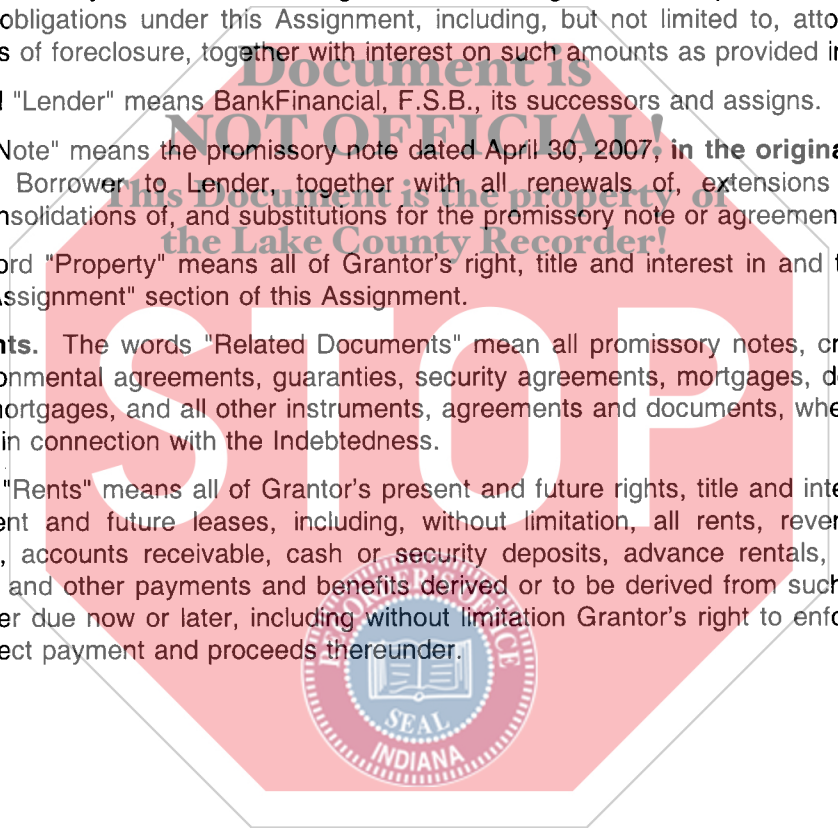 obligations under this Assignment, including, but not limited to,
s of foreclosure, together with interest on such amounts as provided
"Lender" means BankFinancial, F.S.B., its successors and assigns.
Note" means the promissory note dated April 30, 2007, in the origina
Borrower to Lender, together with all renewals of, extensions
nsolidations of, and substitutions for the promissory note or agreemen
ord "Property" means all of Grantor's right, title and interest in and
Assignment" section of this Assignment.
nts. The words "Related Documents" mean all promissory notes, cr
onmental agreements, guaranties, security agreements, mortgages, d
mortgages, and all other instruments, agreements and documents, whe
in connection with the Indebtedness.
"Rents" means all of Grantor's present and future rights, title and inte
ent and future leases, including, without limitation, all rents, rever
, accounts receivable, cash or security deposits, advance rentals,
and other payments and benefits derived or to be derived from such
er due now or later, including without limitation Grantor's right to enfo
ect payment and proceeds thereunder.
Document is
NOT OFFICIAL!
This Document is the property of
the Lake County Recorder!
STOP
RECORDER'S OFFICE
SEAL
INDIANA